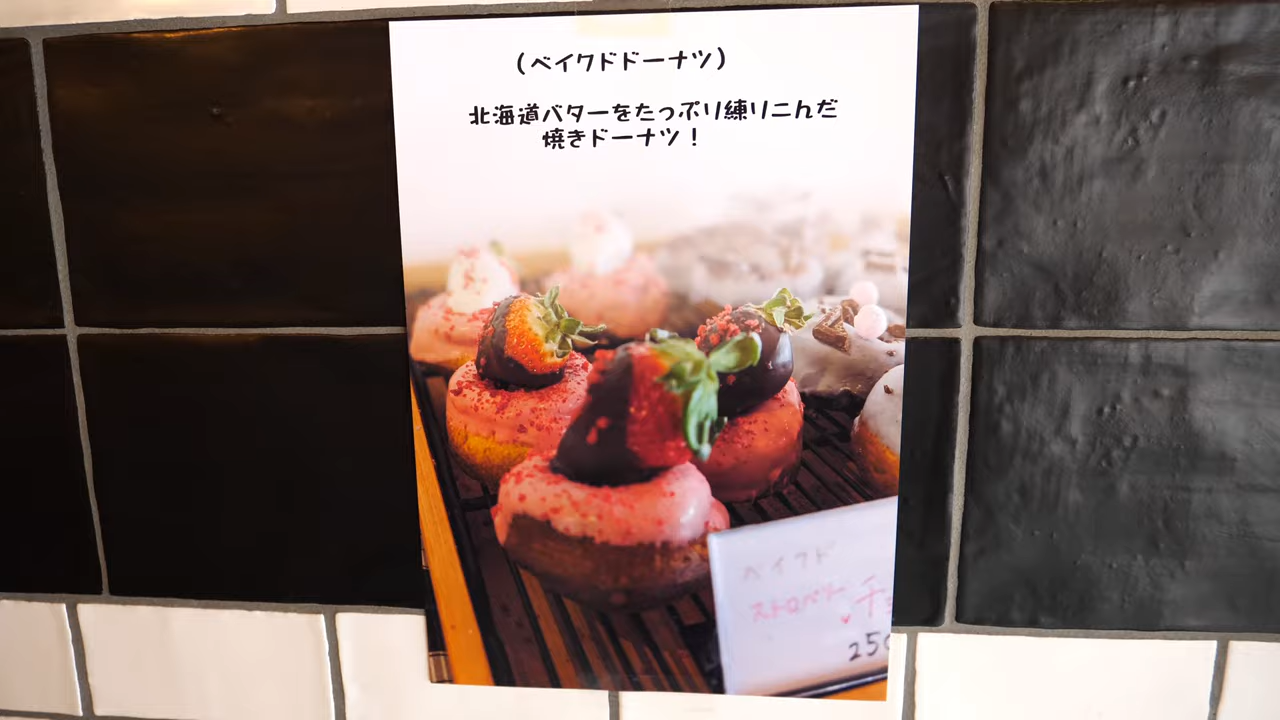 (ベイクドドーナツ)
北海道バターをたっぷり練りこんだ
焼きドーナツ！
ベイクド
ストロベリー
チ
250